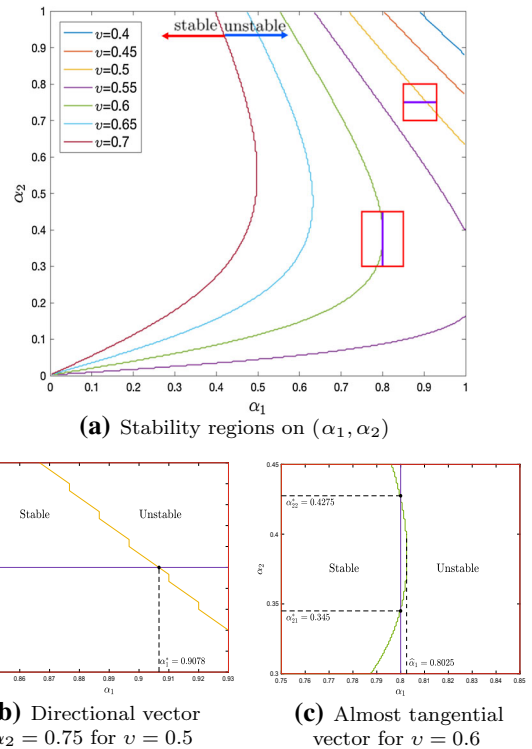 stable unstable
υ=0.4
υ=0.45
υ=0.5
υ=0.55
υ=0.6
υ=0.65
υ=0.7
1
0.9
0.8
0.7
0.6
0.5
0.4
0.3
0.2
0.1
0
α₂
0 0.1 0.2 0.3 0.4 0.5 0.6 0.7 0.8 0.9 1
α₁
(a) Stability regions on (α₁, α₂)
Stable Unstable
α₁* = 0.9078
0.86 0.87 0.88 0.89 0.9 0.91 0.92 0.93
α₁
b) Directional vector
α₂ = 0.75 for υ = 0.5
0.45
0.4
0.35
0.3
α₂
α₂₂* = 0.4275
Stable Unstable
α₂₁* = 0.345
α̂₁ = 0.8025
0.75 0.76 0.77 0.78 0.79 0.8 0.81 0.82 0.83 0.84 0.85
α₁
(c) Almost tangential
vector for υ = 0.6